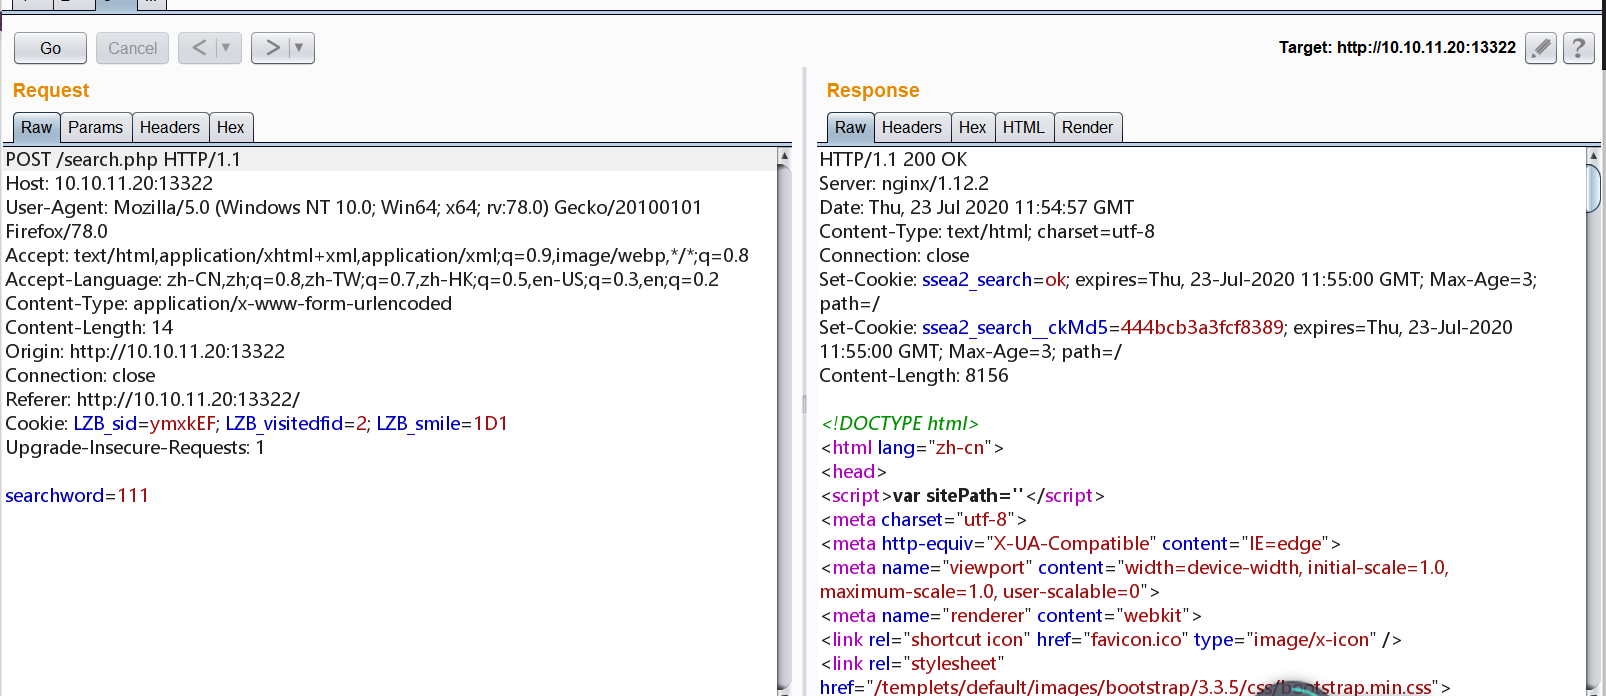 Go
Cancel
<
>
Target: http://10.10.11.20:13322
?
Request
Raw Params Headers Hex
POST /search.php HTTP/1.1
Host: 10.10.11.20:13322
User-Agent: Mozilla/5.0 (Windows NT 10.0; Win64; x64; rv:78.0) Gecko/20100101
Firefox/78.0
Accept: text/html,application/xhtml+xml,application/xml;q=0.9,image/webp,*/*;q=0.8
Accept-Language: zh-CN,zh;q=0.8,zh-TW;q=0.7,zh-HK;q=0.5,en-US;q=0.3,en;q=0.2
Content-Type: application/x-www-form-urlencoded
Content-Length: 14
Origin: http://10.10.11.20:13322
Connection: close
Referer: http://10.10.11.20:13322/
Cookie: LZB_sid=ymxkEF; LZB_visitedfid=2; LZB_smile=1D1
Upgrade-Insecure-Requests: 1
searchword=111
Response
Raw Headers Hex HTML Render
HTTP/1.1 200 OK
Server: nginx/1.12.2
Date: Thu, 23 Jul 2020 11:54:57 GMT
Content-Type: text/html; charset=utf-8
Connection: close
Set-Cookie: ssea2_search=ok; expires=Thu, 23-Jul-2020 11:55:00 GMT; Max-Age=3;
path=/
Set-Cookie: ssea2_search__ckMd5=444bcb3a3fcf8389; expires=Thu, 23-Jul-2020
11:55:00 GMT; Max-Age=3; path=/
Content-Length: 8156
<!DOCTYPE html>
<html lang="zh-cn">
<head>
<script>var sitePath=''</script>
<meta charset="utf-8">
<meta http-equiv="X-UA-Compatible" content="IE=edge">
<meta name="viewport" content="width=device-width, initial-scale=1.0,
maximum-scale=1.0, user-scalable=0">
<meta name="renderer" content="webkit">
<link rel="shortcut icon" href="favicon.ico" type="image/x-icon" />
<link rel="stylesheet"
href="/templets/default/images/bootstrap/3.3.5/css/bootstrap.min.css">